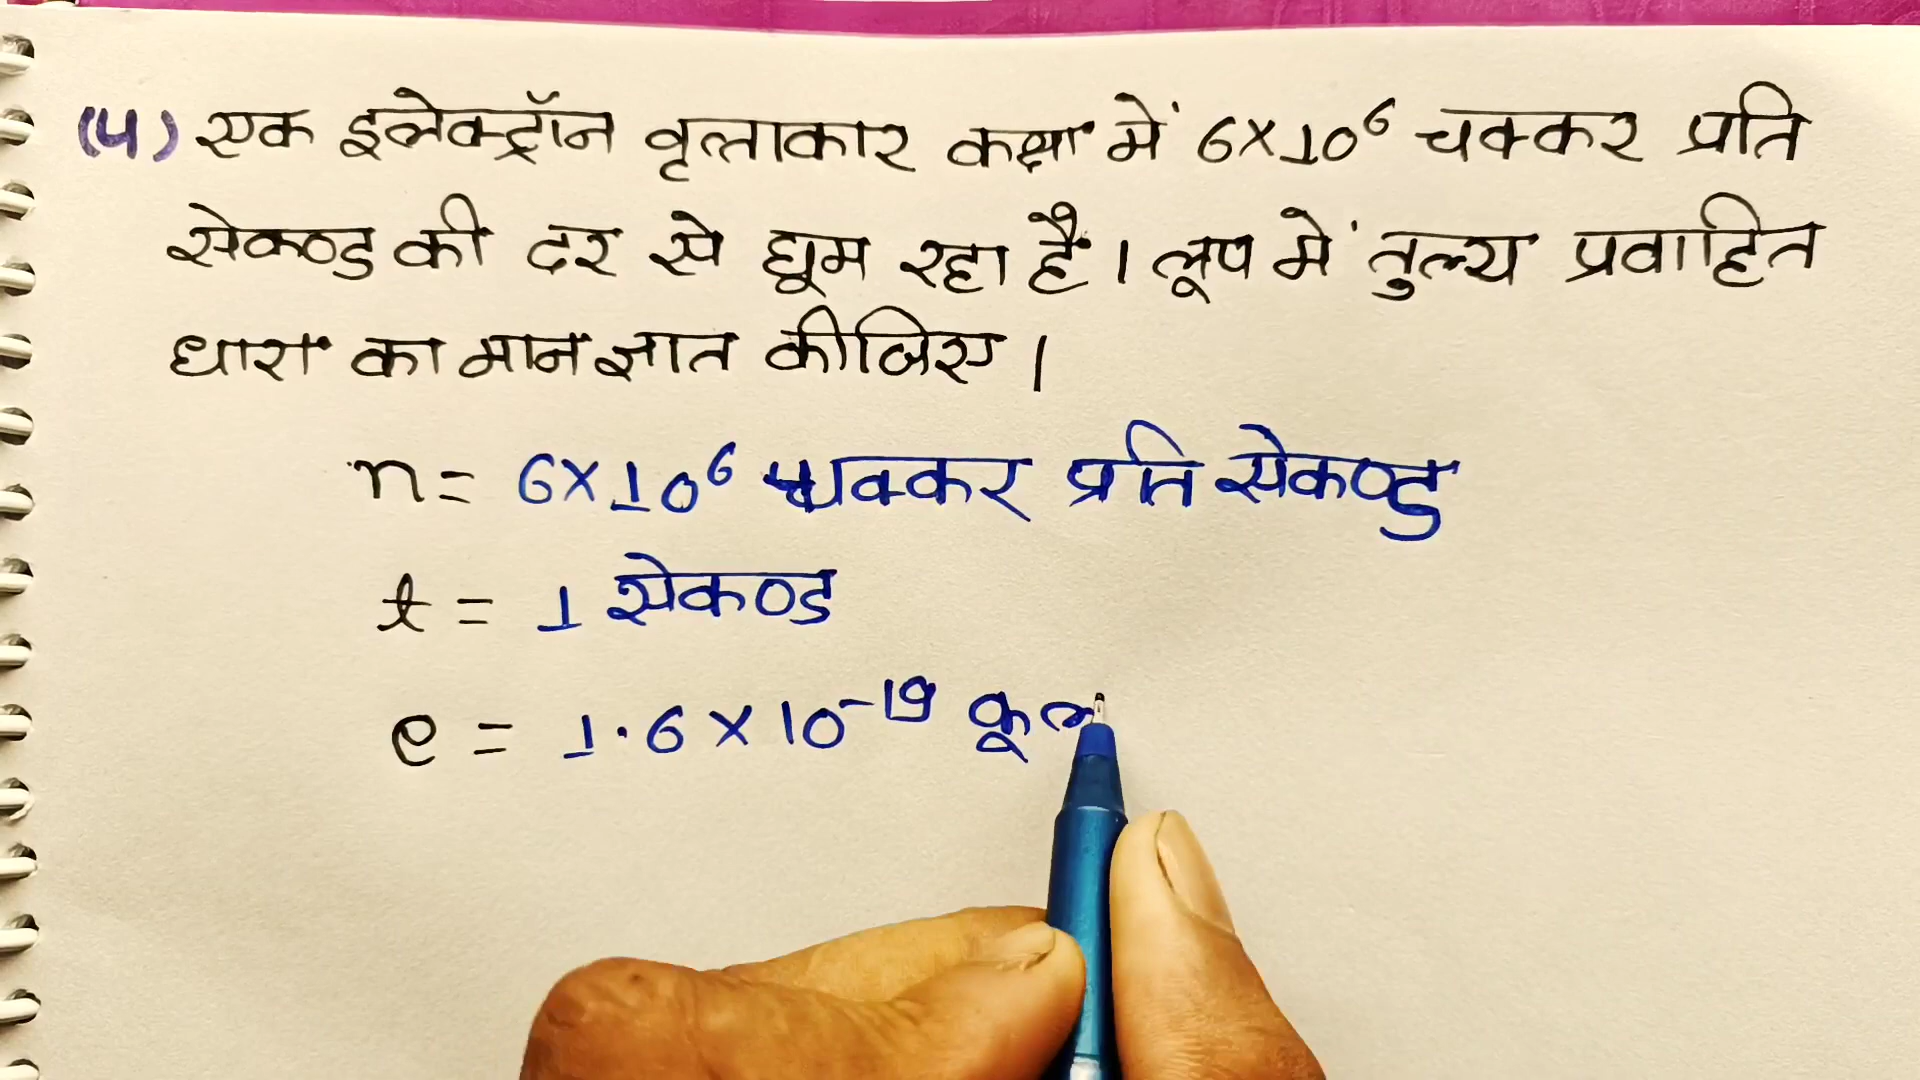 (4) एक इलेक्ट्रॉन वृत्ताकार कक्षा में 6×10⁶ चक्कर प्रति
सेकण्ड की दर से घूम रहा है। लूप में तुल्य प्रवाहित
धारा का मान ज्ञात कीजिए।
n = 6×10⁶ चक्कर प्रति सेकण्ड
t = 1 सेकण्ड
e = 1.6×10⁻¹⁹ कूल